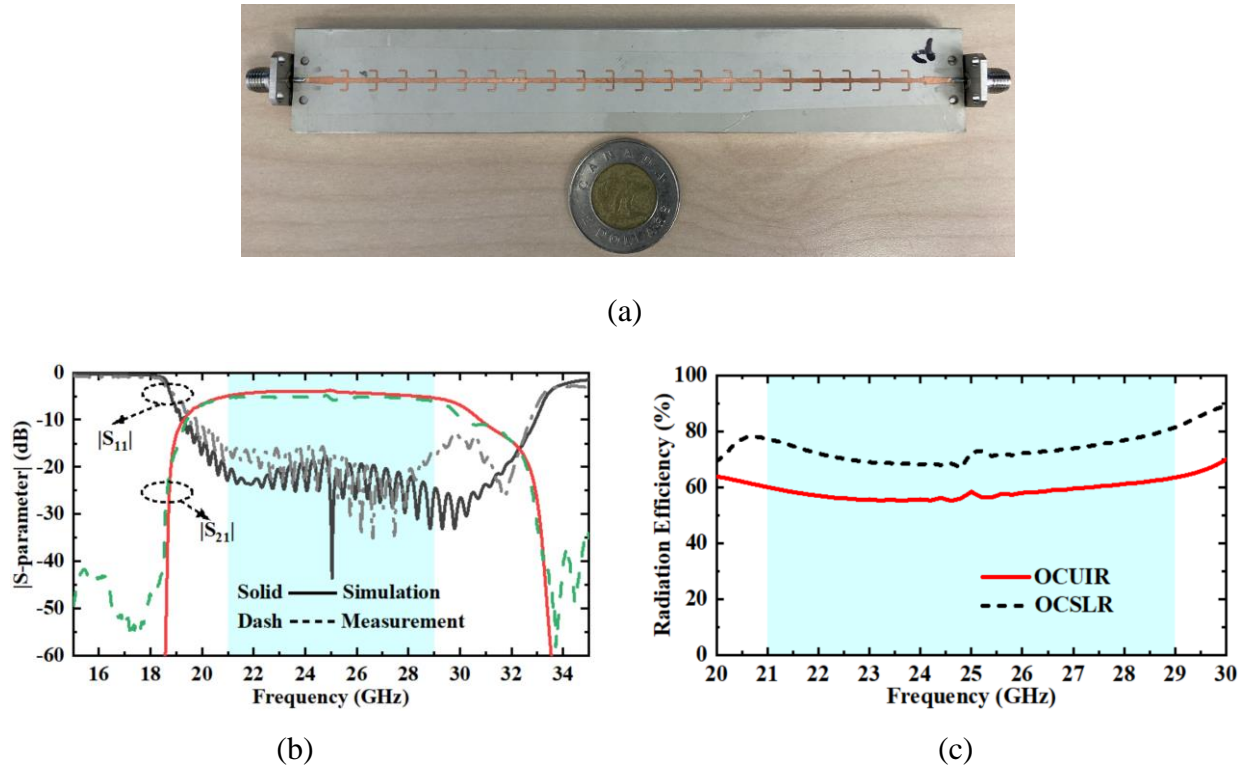 CANADA
(a)
0
-10
-20
-30
-40
-50
-60
|S-parameter| (dB)
|S11|
|S21|
Solid Simulation
Dash Measurement
16 18 20 22 24 26 28 30 32 34
Frequency (GHz)
(b)
100
80
60
40
20
0
Radiation Efficiency (%)
OCUIR
OCSLR
20 21 22 23 24 25 26 27 28 29 30
Frequency (GHz)
(c)